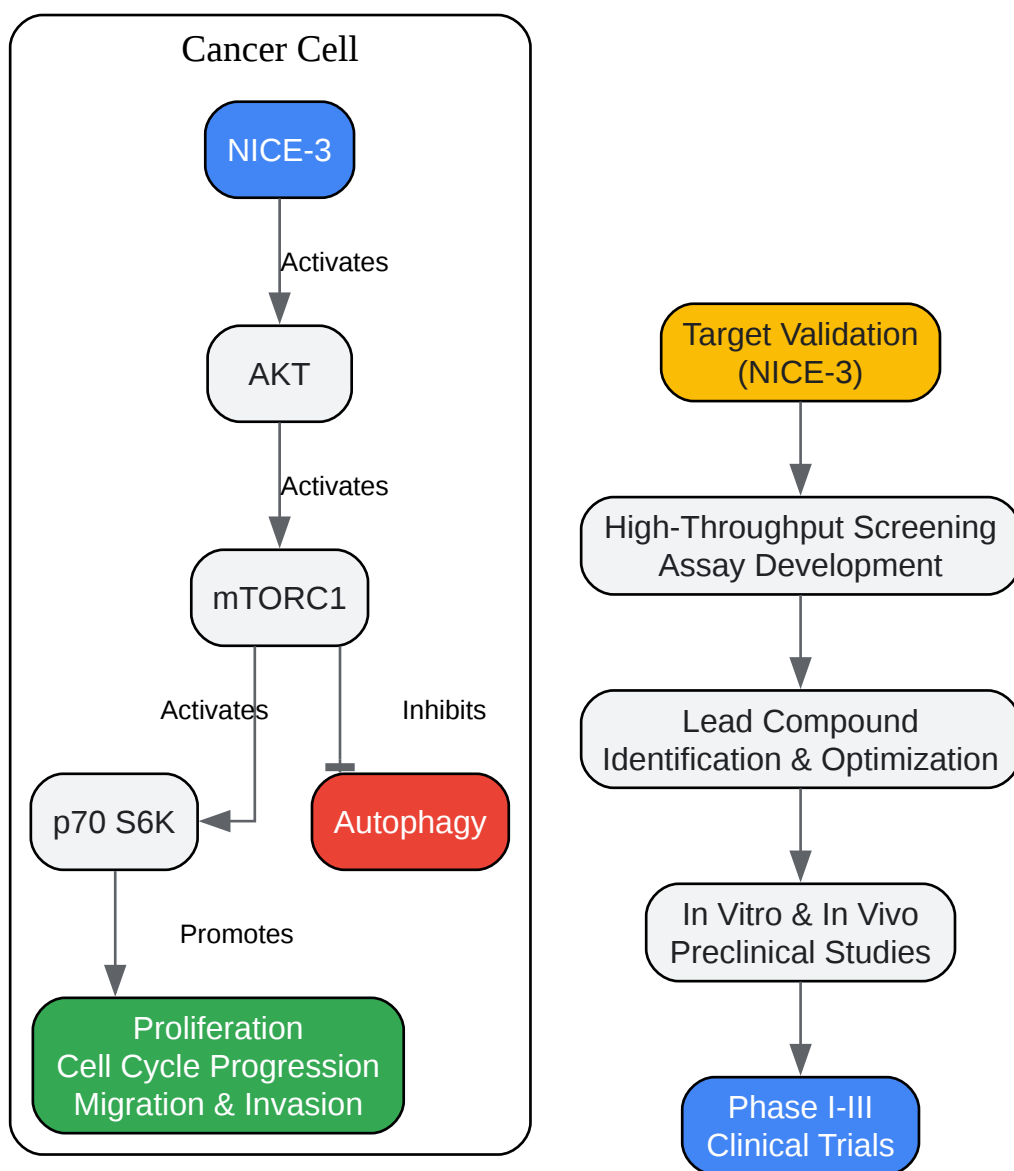 Cancer Cell
NICE-3
Activates
AKT
Activates
mTORC1
Activates
Inhibits
p70 S6K
Autophagy
Promotes
Proliferation
Cell Cycle Progression
Migration & Invasion
Target Validation
(NICE-3)
High-Throughput Screening
Assay Development
Lead Compound
Identification & Optimization
In Vitro & In Vivo
Preclinical Studies
Phase I-III
Clinical Trials